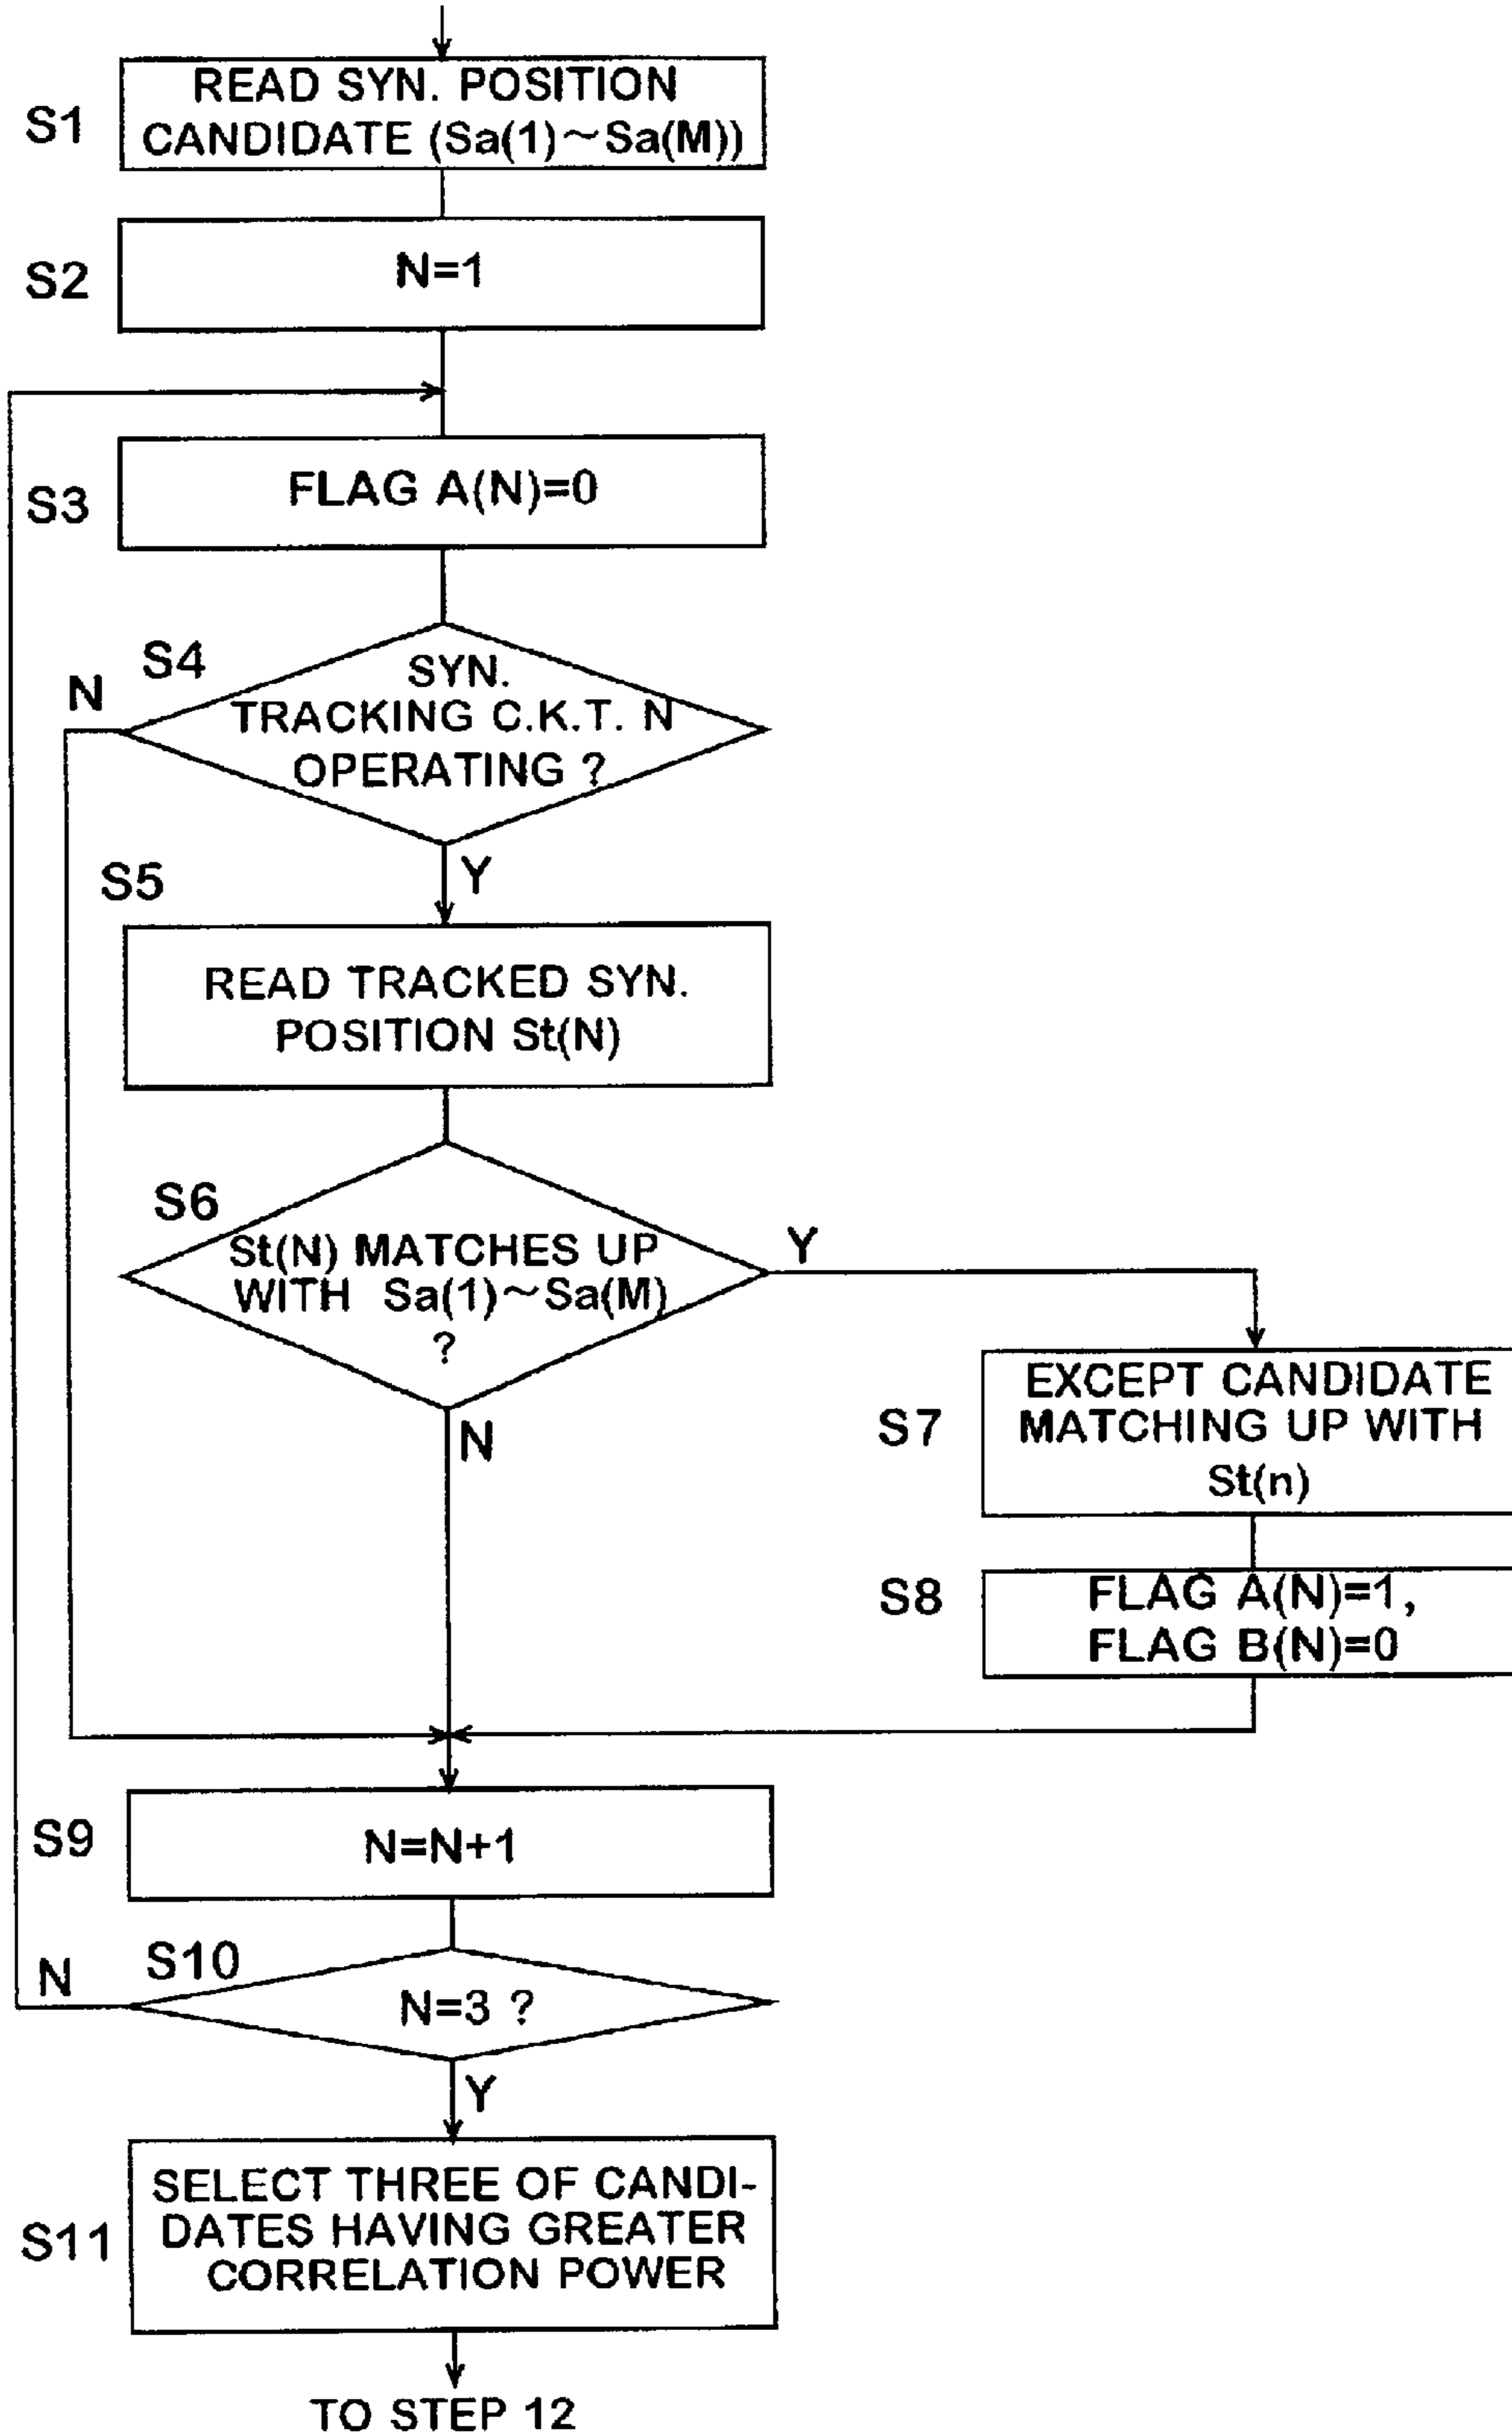 S1
READ SYN. POSITION
CANDIDATE (Sa(1)~Sa(M))
S2
N=1
S3
FLAG A(N)=0
S4
N
SYN.
TRACKING C.K.T. N
OPERATING ?
Y
S5
READ TRACKED SYN.
POSITION St(N)
S6
St(N) MATCHES UP
WITH Sa(1)~Sa(M)
?
Y
N
S7
EXCEPT CANDIDATE
MATCHING UP WITH
St(n)
S8
FLAG A(N)=1,
FLAG B(N)=0
S9
N=N+1
S10
N
N=3 ?
Y
S11
SELECT THREE OF CANDI-
DATES HAVING GREATER
CORRELATION POWER
TO STEP 12